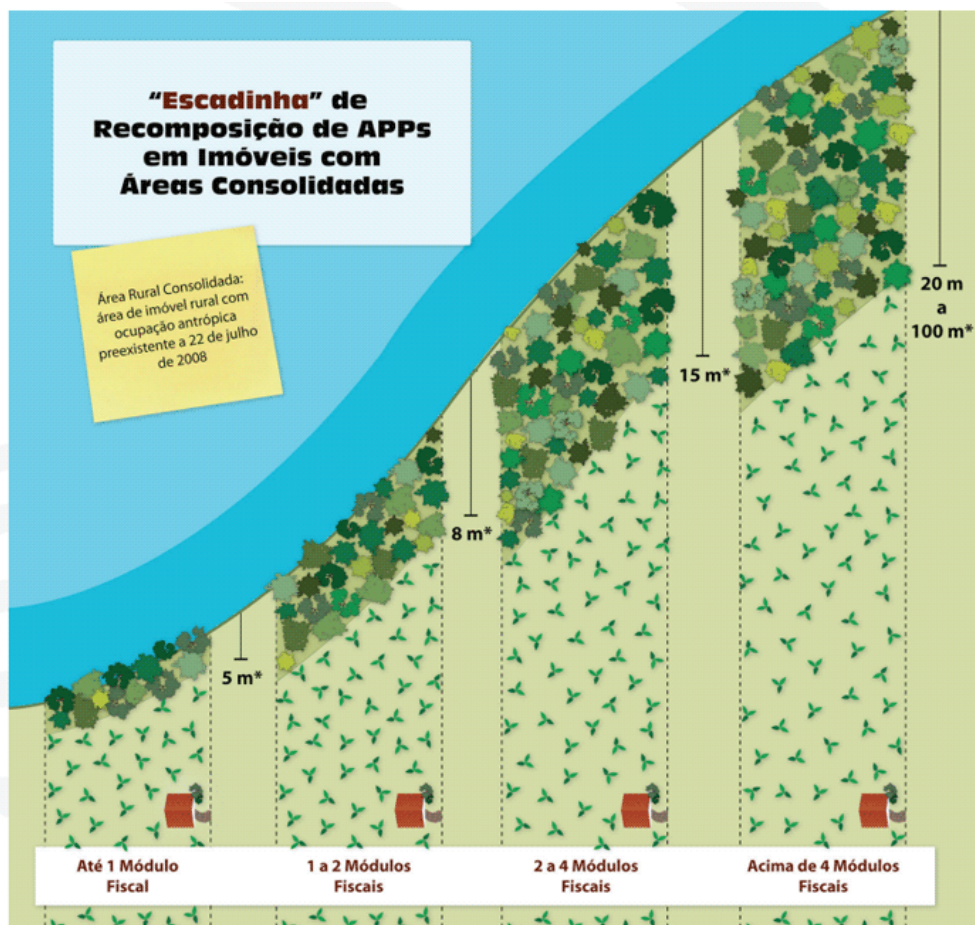 “Escadinha” de
Recomposição de APPs
em Imóveis com
Áreas Consolidadas
Área Rural Consolidada:
área de imóvel rural com
ocupação antrópica
preexistente a 22 de julho
de 2008
5 m*
8 m*
15 m*
20 m
a
100 m*
Até 1 Módulo
Fiscal
1 a 2 Módulos
Fiscais
2 a 4 Módulos
Fiscais
Acima de 4 Módulos
Fiscais